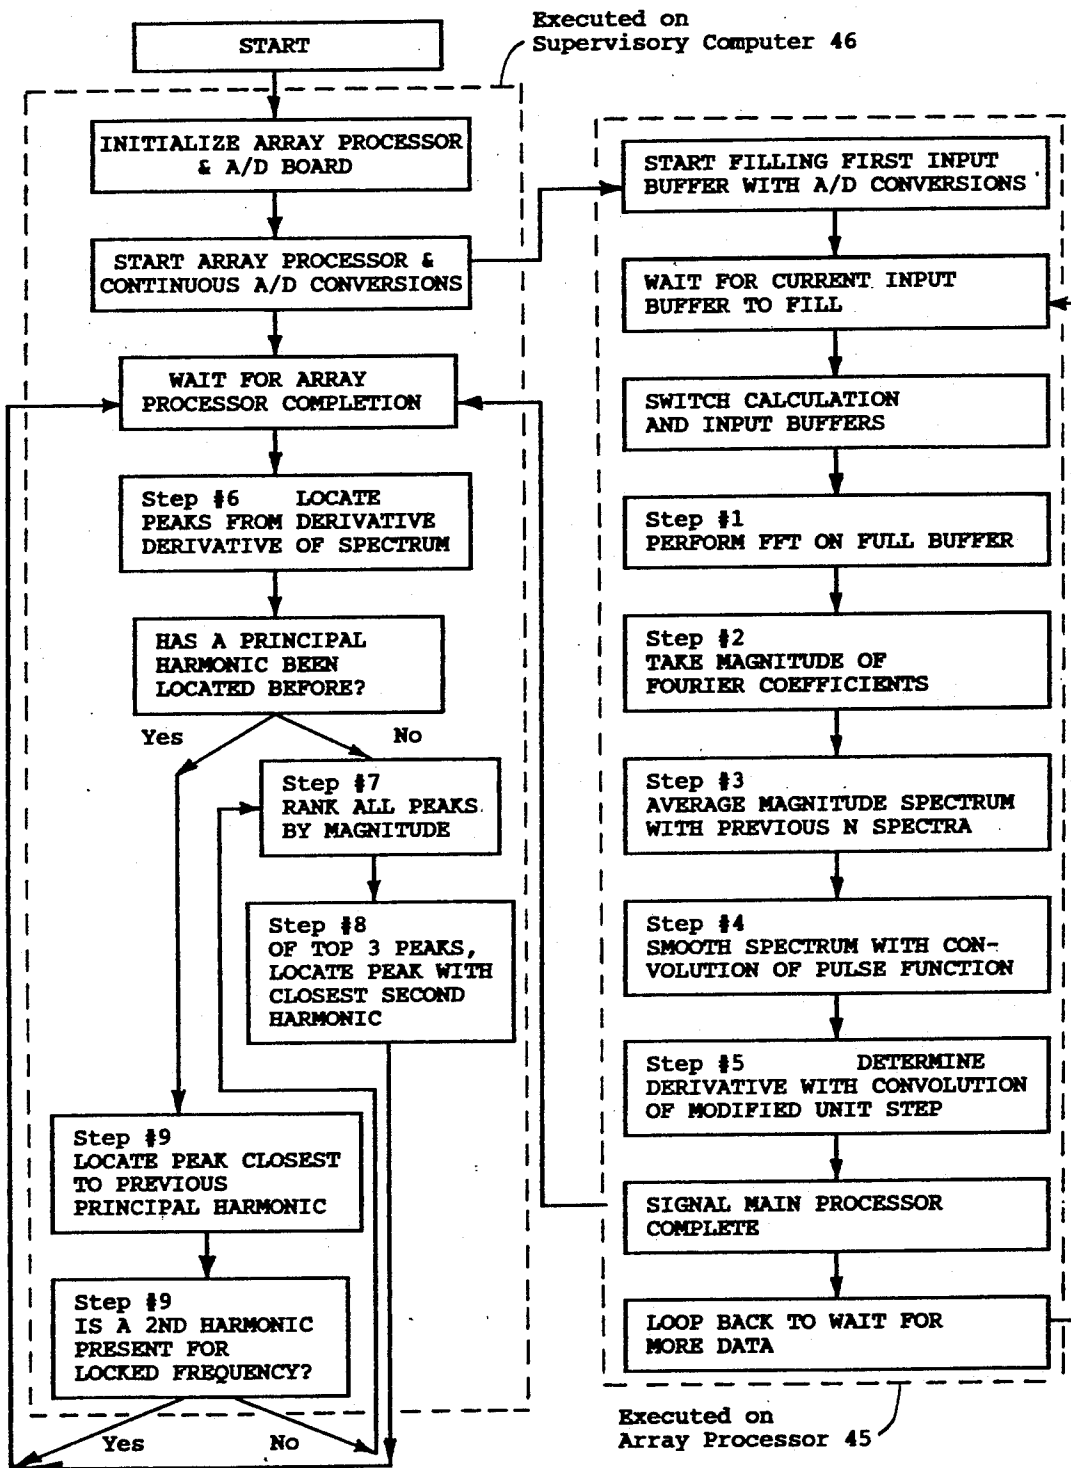 Executed on
Supervisory Computer 46
START
INITIALIZE ARRAY PROCESSOR
& A/D BOARD
START ARRAY PROCESSOR &
CONTINUOUS A/D CONVERSIONS
WAIT FOR ARRAY
PROCESSOR COMPLETION
Step #6 LOCATE
PEAKS FROM DERIVATIVE
DERIVATIVE OF SPECTRUM
HAS A PRINCIPAL
HARMONIC BEEN
LOCATED BEFORE?
Yes
No
Step #7
RANK ALL PEAKS
BY MAGNITUDE
Step #8
OF TOP 3 PEAKS,
LOCATE PEAK WITH
CLOSEST SECOND
HARMONIC
Step #9
LOCATE PEAK CLOSEST
TO PREVIOUS
PRINCIPAL HARMONIC
Step #9
IS A 2ND HARMONIC
PRESENT FOR
LOCKED FREQUENCY?
Yes
No
START FILLING FIRST INPUT
BUFFER WITH A/D CONVERSIONS
WAIT FOR CURRENT INPUT
BUFFER TO FILL
SWITCH CALCULATION
AND INPUT BUFFERS
Step #1
PERFORM FFT ON FULL BUFFER
Step #2
TAKE MAGNITUDE OF
FOURIER COEFFICIENTS
Step #3
AVERAGE MAGNITUDE SPECTRUM
WITH PREVIOUS N SPECTRA
Step #4
SMOOTH SPECTRUM WITH CON-
VOLUTION OF PULSE FUNCTION
Step #5 DETERMINE
DERIVATIVE WITH CONVOLUTION
OF MODIFIED UNIT STEP
SIGNAL MAIN PROCESSOR
COMPLETE
LOOP BACK TO WAIT FOR
MORE DATA
Executed on
Array Processor 45